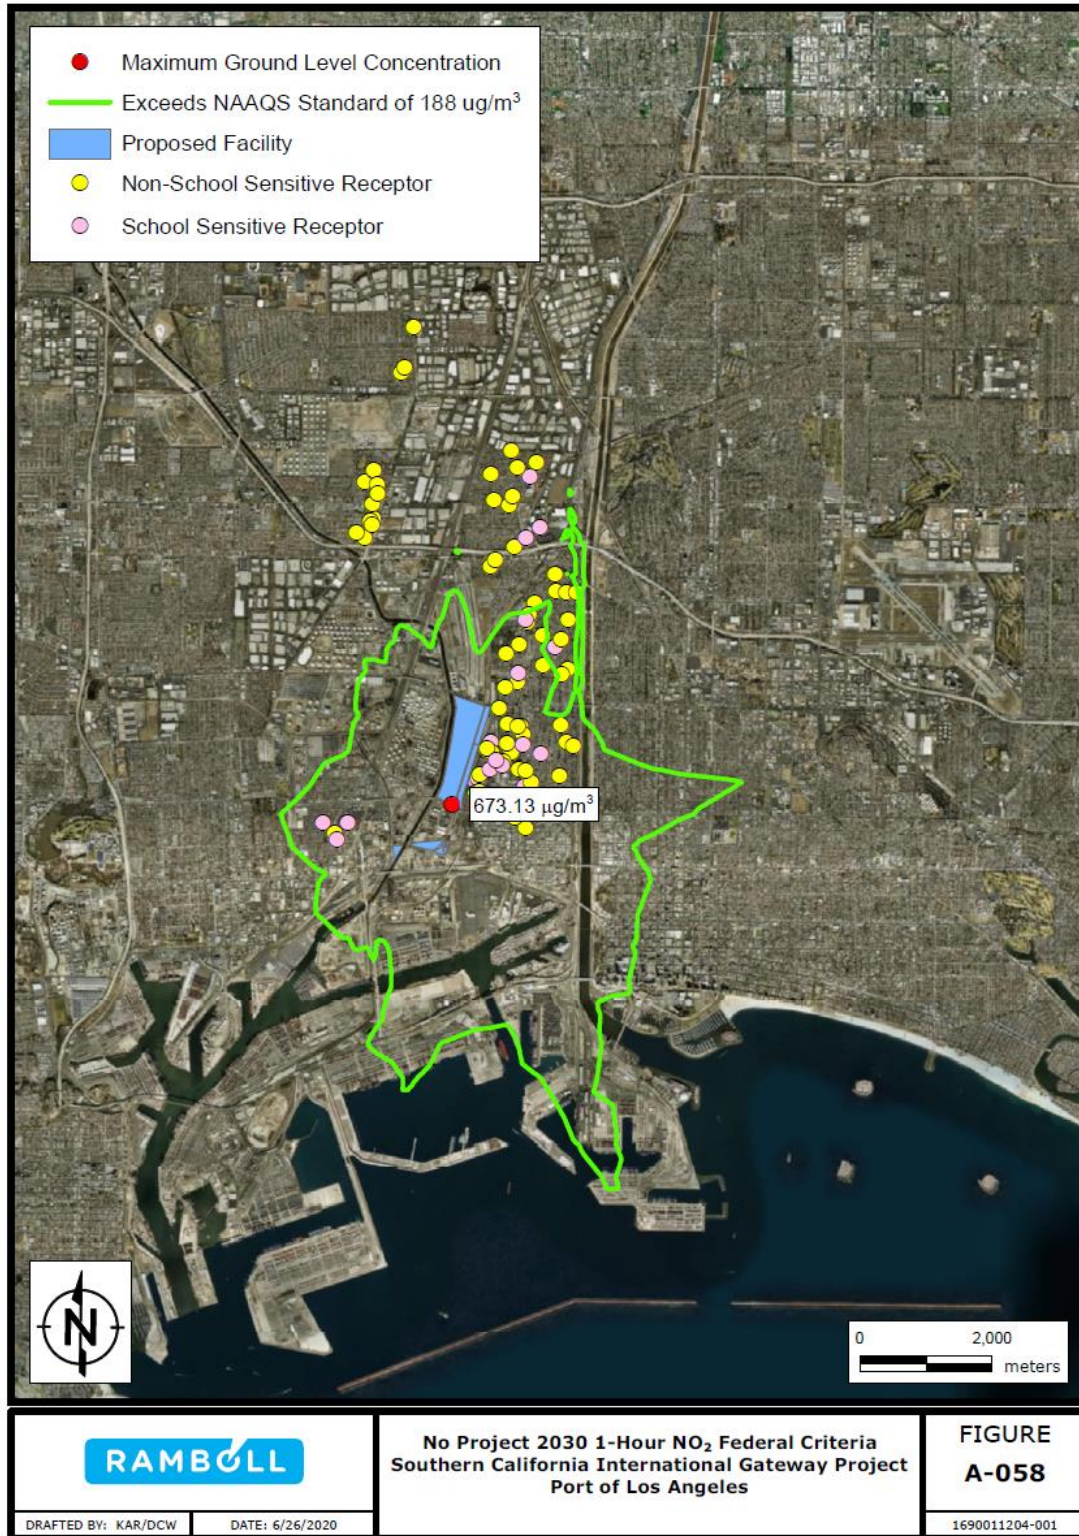 Maximum Ground Level Concentration
Exceeds NAAQS Standard of 188 ug/m³
Proposed Facility
Non-School Sensitive Receptor
School Sensitive Receptor
673.13 µg/m³
N
0 2,000
meters
RAMBOLL
DRAFTED BY: KAR/DCW DATE: 6/26/2020
No Project 2030 1-Hour NO₂ Federal Criteria
Southern California International Gateway Project
Port of Los Angeles
FIGURE
A-058
1690011204-001